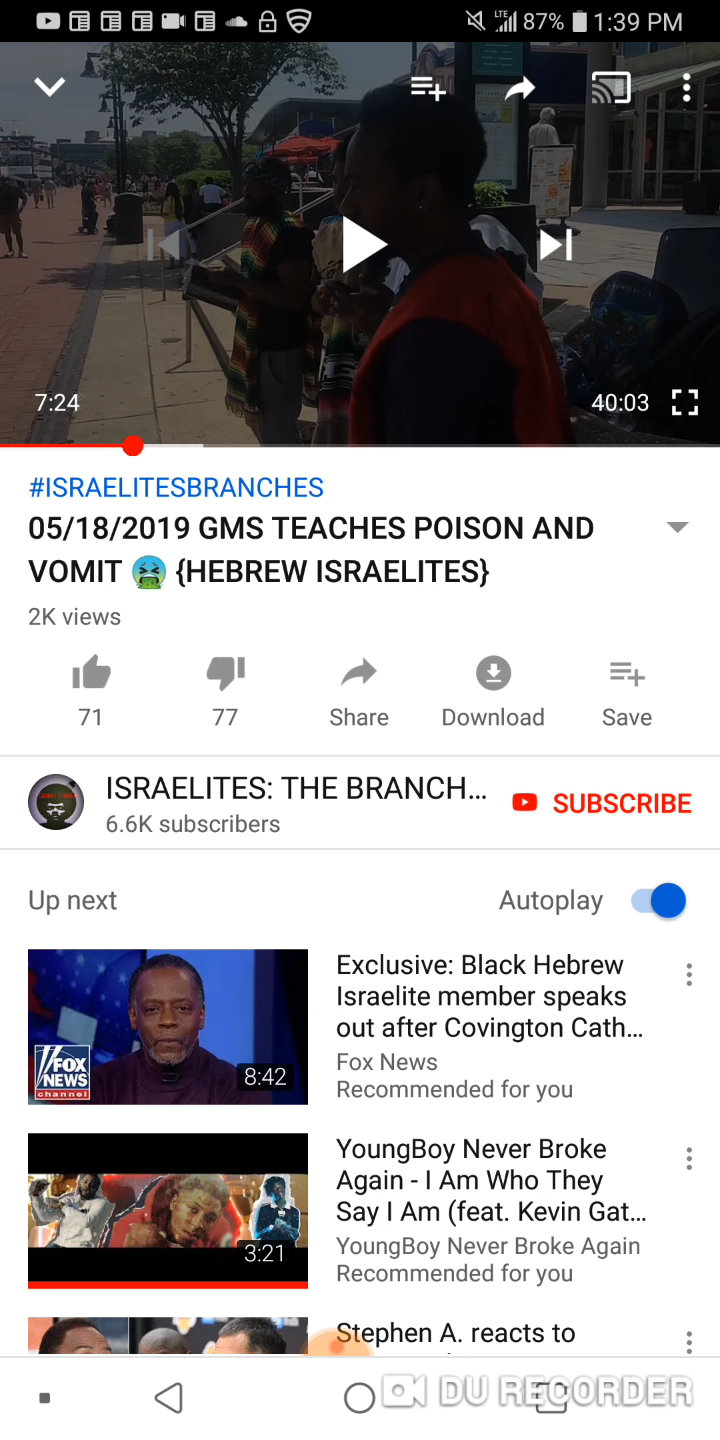 LTE 87% 1:39 PM
7:24
40:03
#ISRAELITESBRANCHES
05/18/2019 GMS TEACHES POISON AND
VOMIT 🤮 {HEBREW ISRAELITES}
2K views
71
77
Share
Download
Save
ISRAELITES: THE BRANCH...
6.6K subscribers
SUBSCRIBE
Up next
Autoplay
FOX
NEWS
channel
8:42
Exclusive: Black Hebrew
Israelite member speaks
out after Covington Cath...
Fox News
Recommended for you
3:21
YoungBoy Never Broke
Again - I Am Who They
Say I Am (feat. Kevin Gat...
YoungBoy Never Broke Again
Recommended for you
Stephen A. reacts to
DU RECORDER